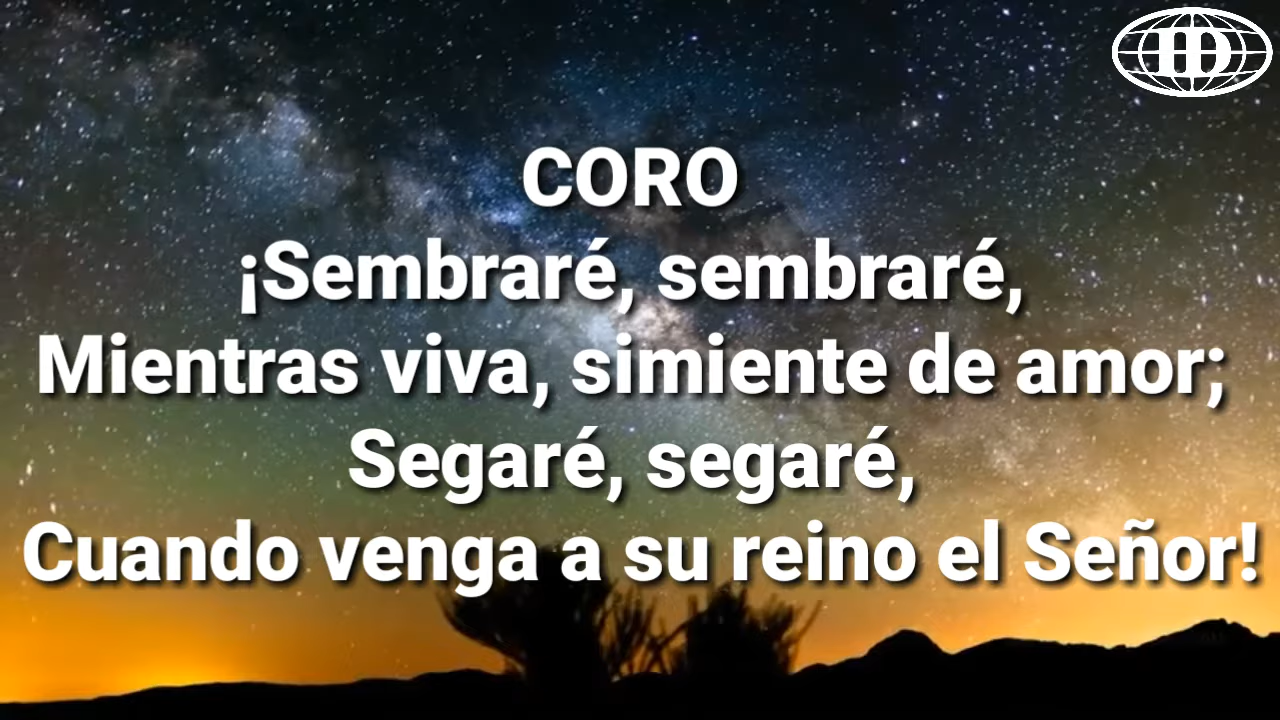 CORO
¡Sembraré, sembraré,
Mientras viva, simiente de amor;
Segaré, segaré,
Cuando venga a su reino el Señor!